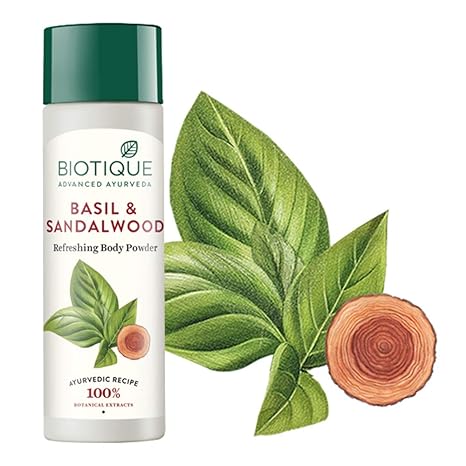 BIOTIQUE
ADVANCED AYURVEDA
BASIL &
SANDALWOOD
Refreshing Body Powder
AYURVEDIC RECIPE
100%
BOTANICAL EXTRACTS